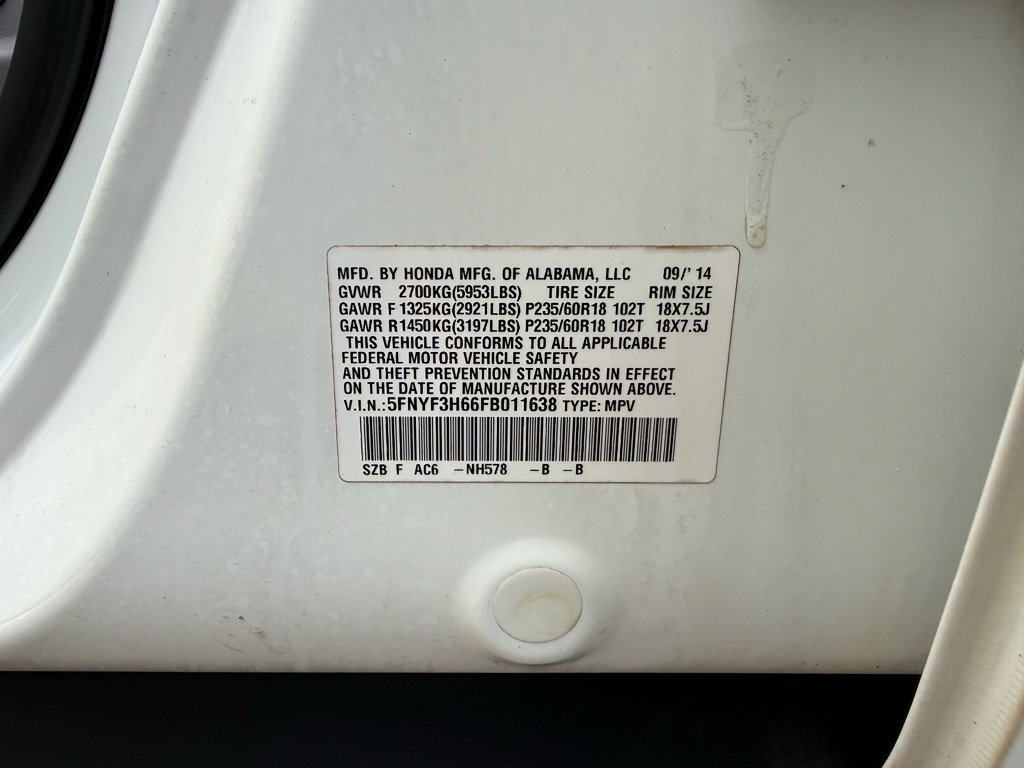 MFD. BY HONDA MFG. OF ALABAMA, LLC 09/' 14
GVWR 2700KG(5953LBS) TIRE SIZE RIM SIZE
GAWR F 1325KG(2921LBS) P235/60R18 102T 18X7.5J
GAWR R1450KG(3197LBS) P235/60R18 102T 18X7.5J
THIS VEHICLE CONFORMS TO ALL APPLICABLE
FEDERAL MOTOR VEHICLE SAFETY
AND THEFT PREVENTION STANDARDS IN EFFECT
ON THE DATE OF MANUFACTURE SHOWN ABOVE.
V.I.N.:5FNYF3H66FB011638 TYPE: MPV
SZB F AC6 -NH578 -B -B